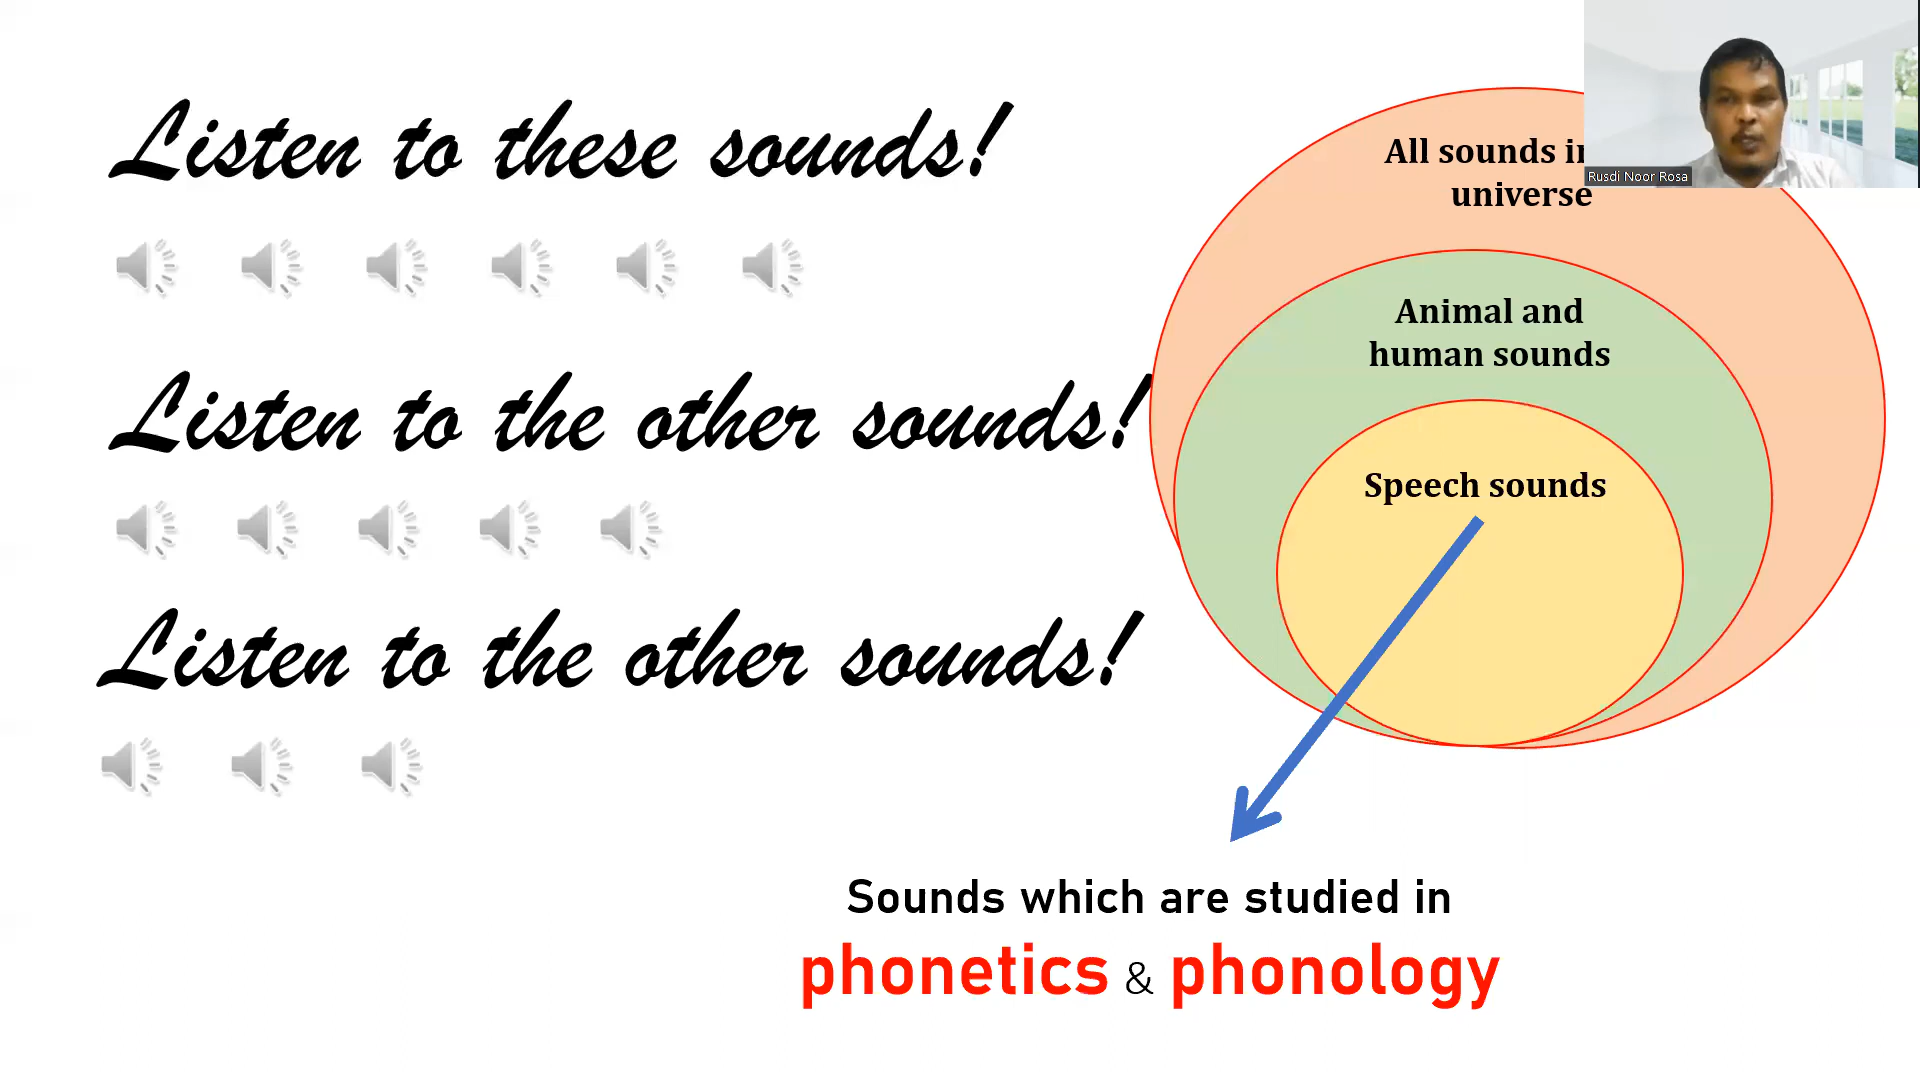 Listen to these sounds!
Listen to the other sounds!
Listen to the other sounds!
All sounds in
universe
Rusdi Noor Rosa
Animal and
human sounds
Speech sounds
Sounds which are studied in
phonetics & phonology